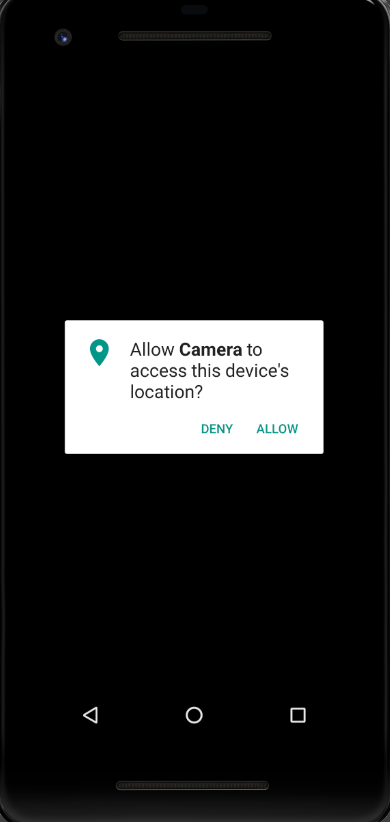 Allow Camera to
access this device's
location?
DENY ALLOW